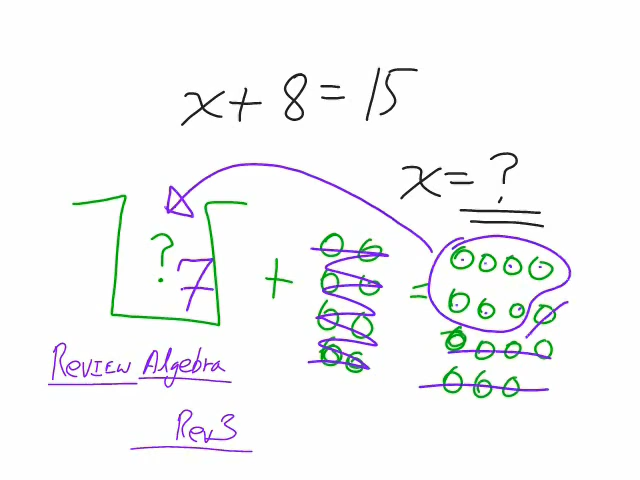 x + 8 = 15
x = ?
? 7
+ =
Review Algebra
Rev3